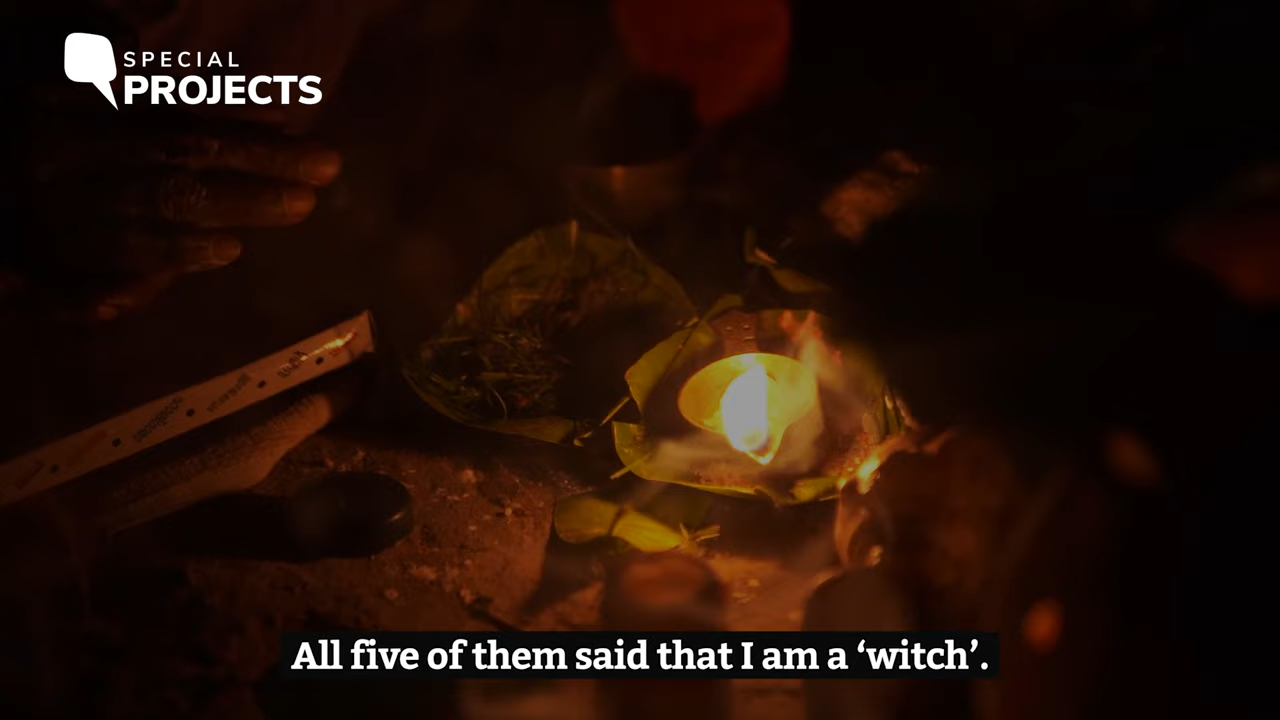 SPECIAL
PROJECTS
All five of them said that I am a ‘witch’.